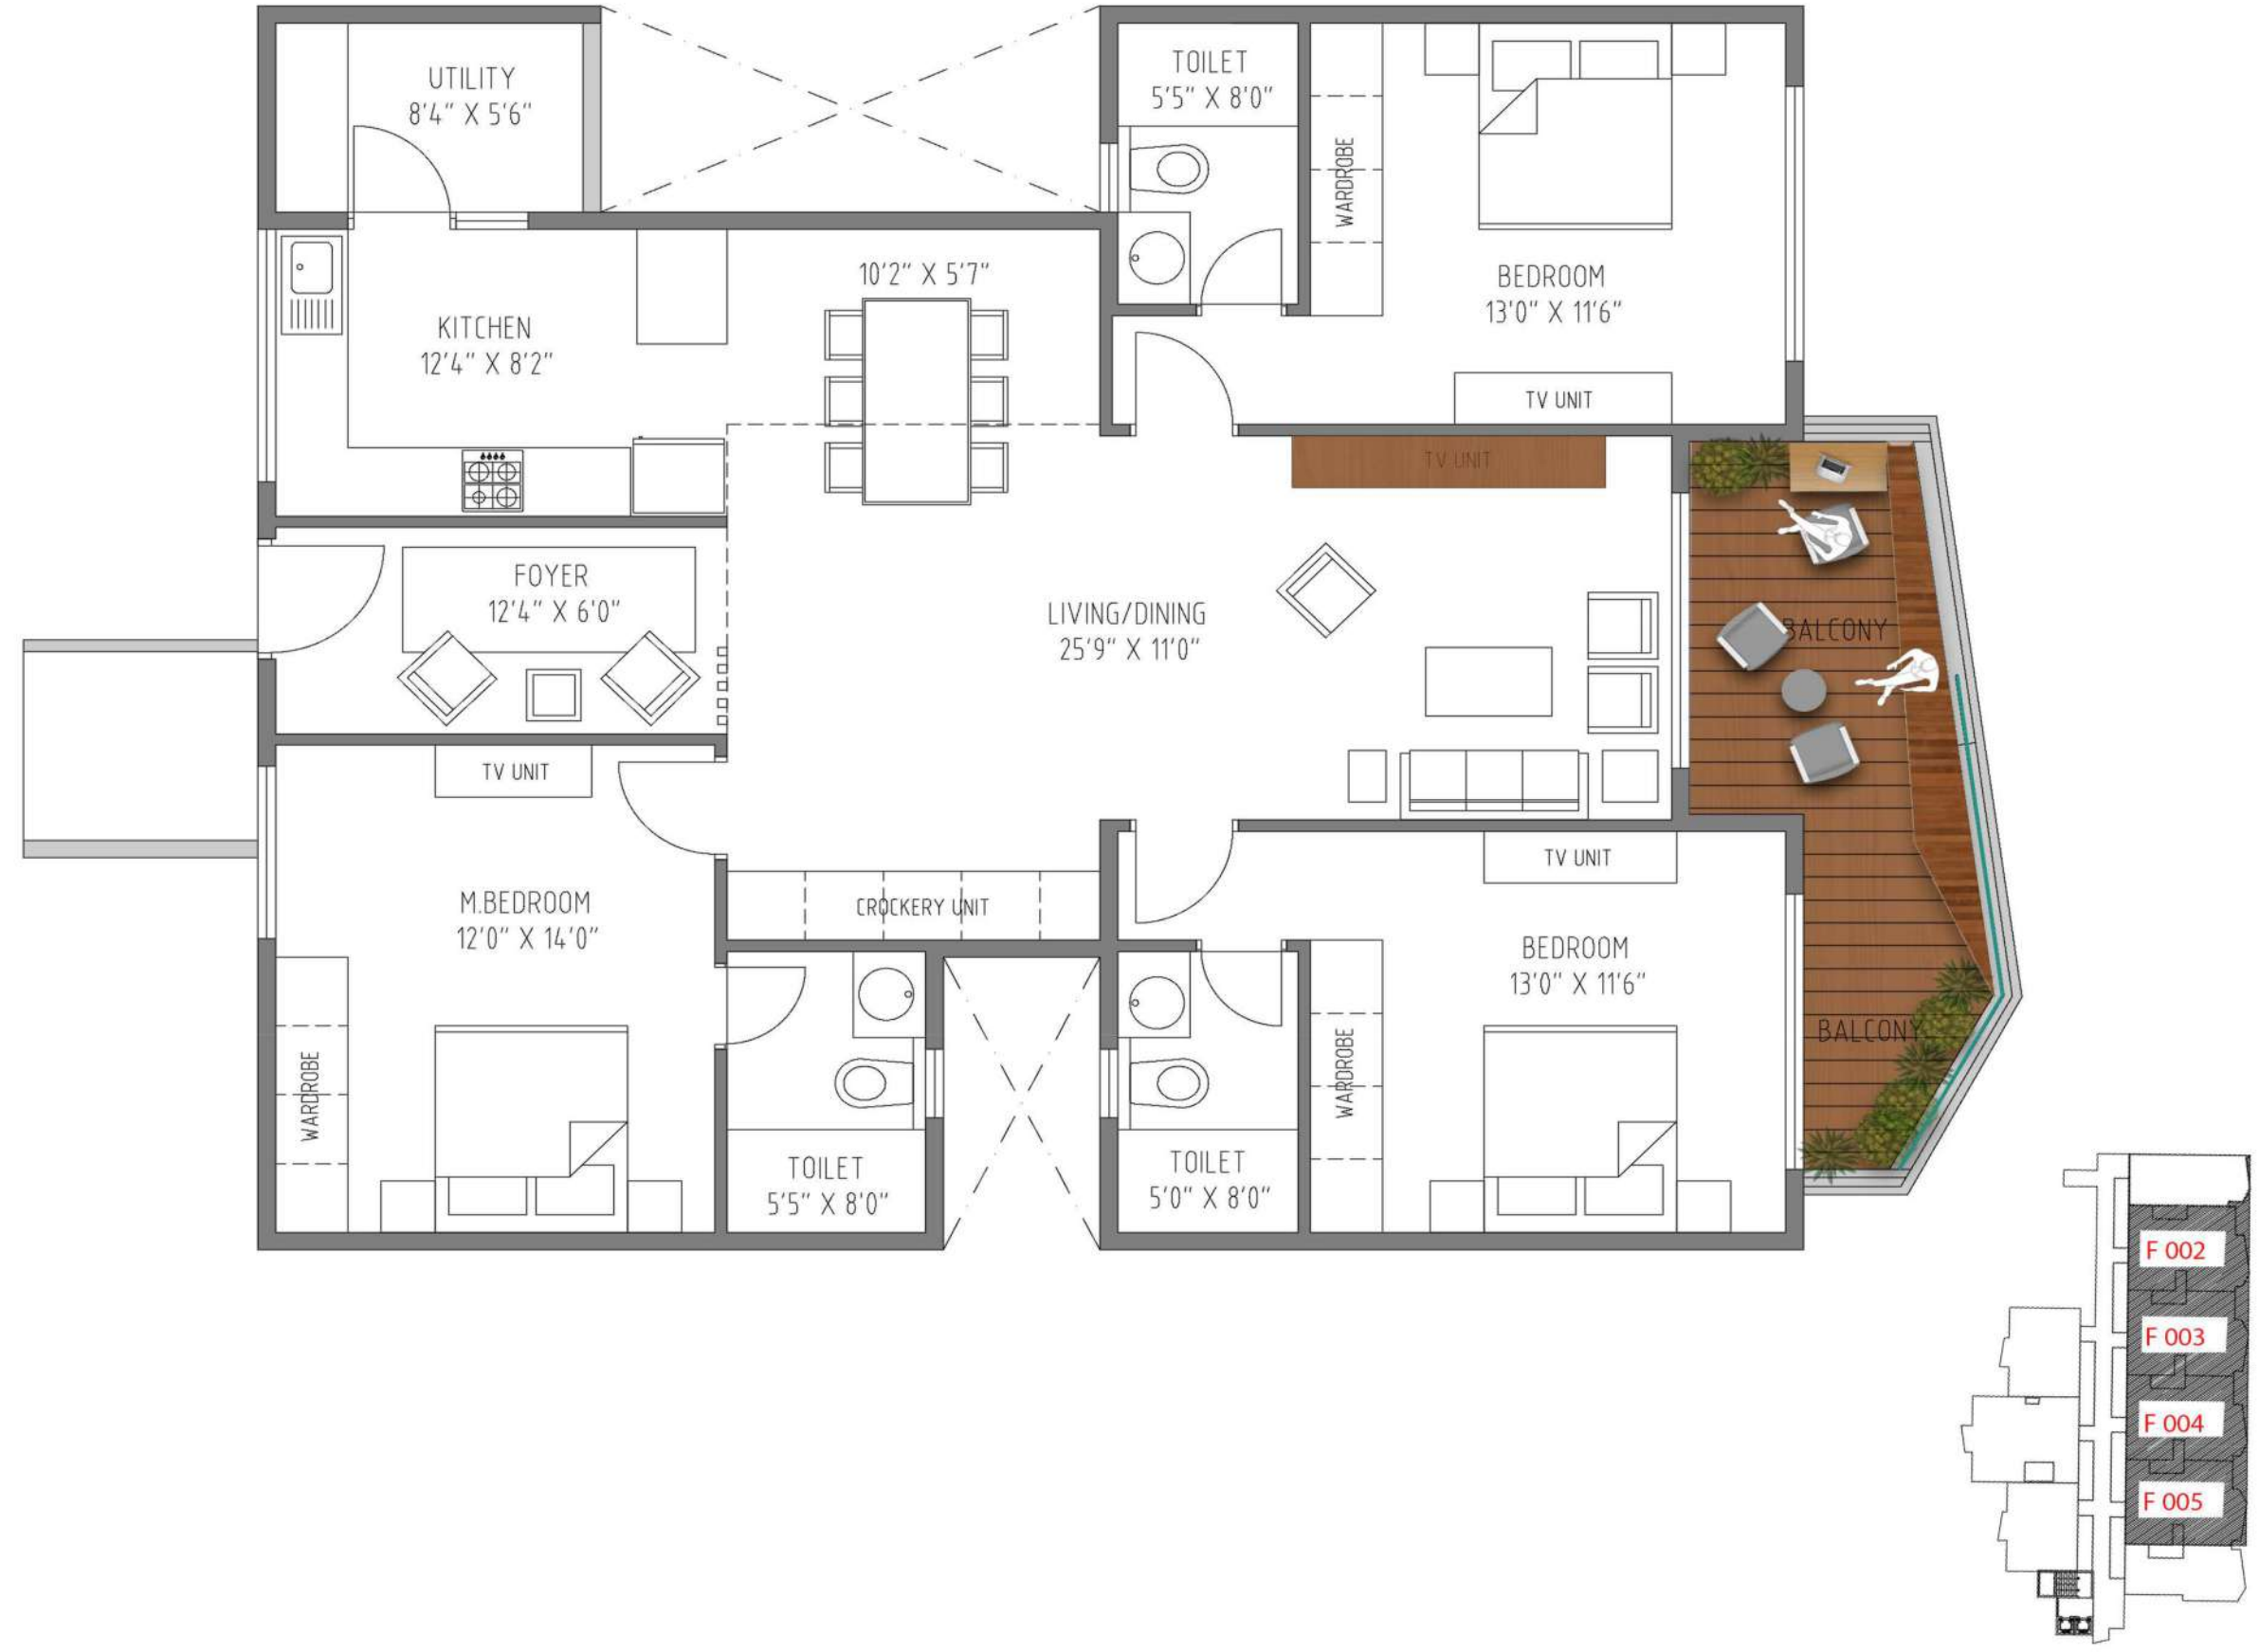 UTILITY
8'4" X 5'6"
TOILET
5'5" X 8'0"
WARDROBE
BEDROOM
13'0" X 11'6"
TV UNIT
KITCHEN
12'4" X 8'2"
10'2" X 5'7"
TV UNIT
FOYER
12'4" X 6'0"
LIVING/DINING
25'9" X 11'0"
BALCONY
TV UNIT
M.BEDROOM
12'0" X 14'0"
WARDROBE
CROCKERY UNIT
TOILET
5'5" X 8'0"
TOILET
5'0" X 8'0"
WARDROBE
TV UNIT
BEDROOM
13'0" X 11'6"
BALCONY
F 002
F 003
F 004
F 005